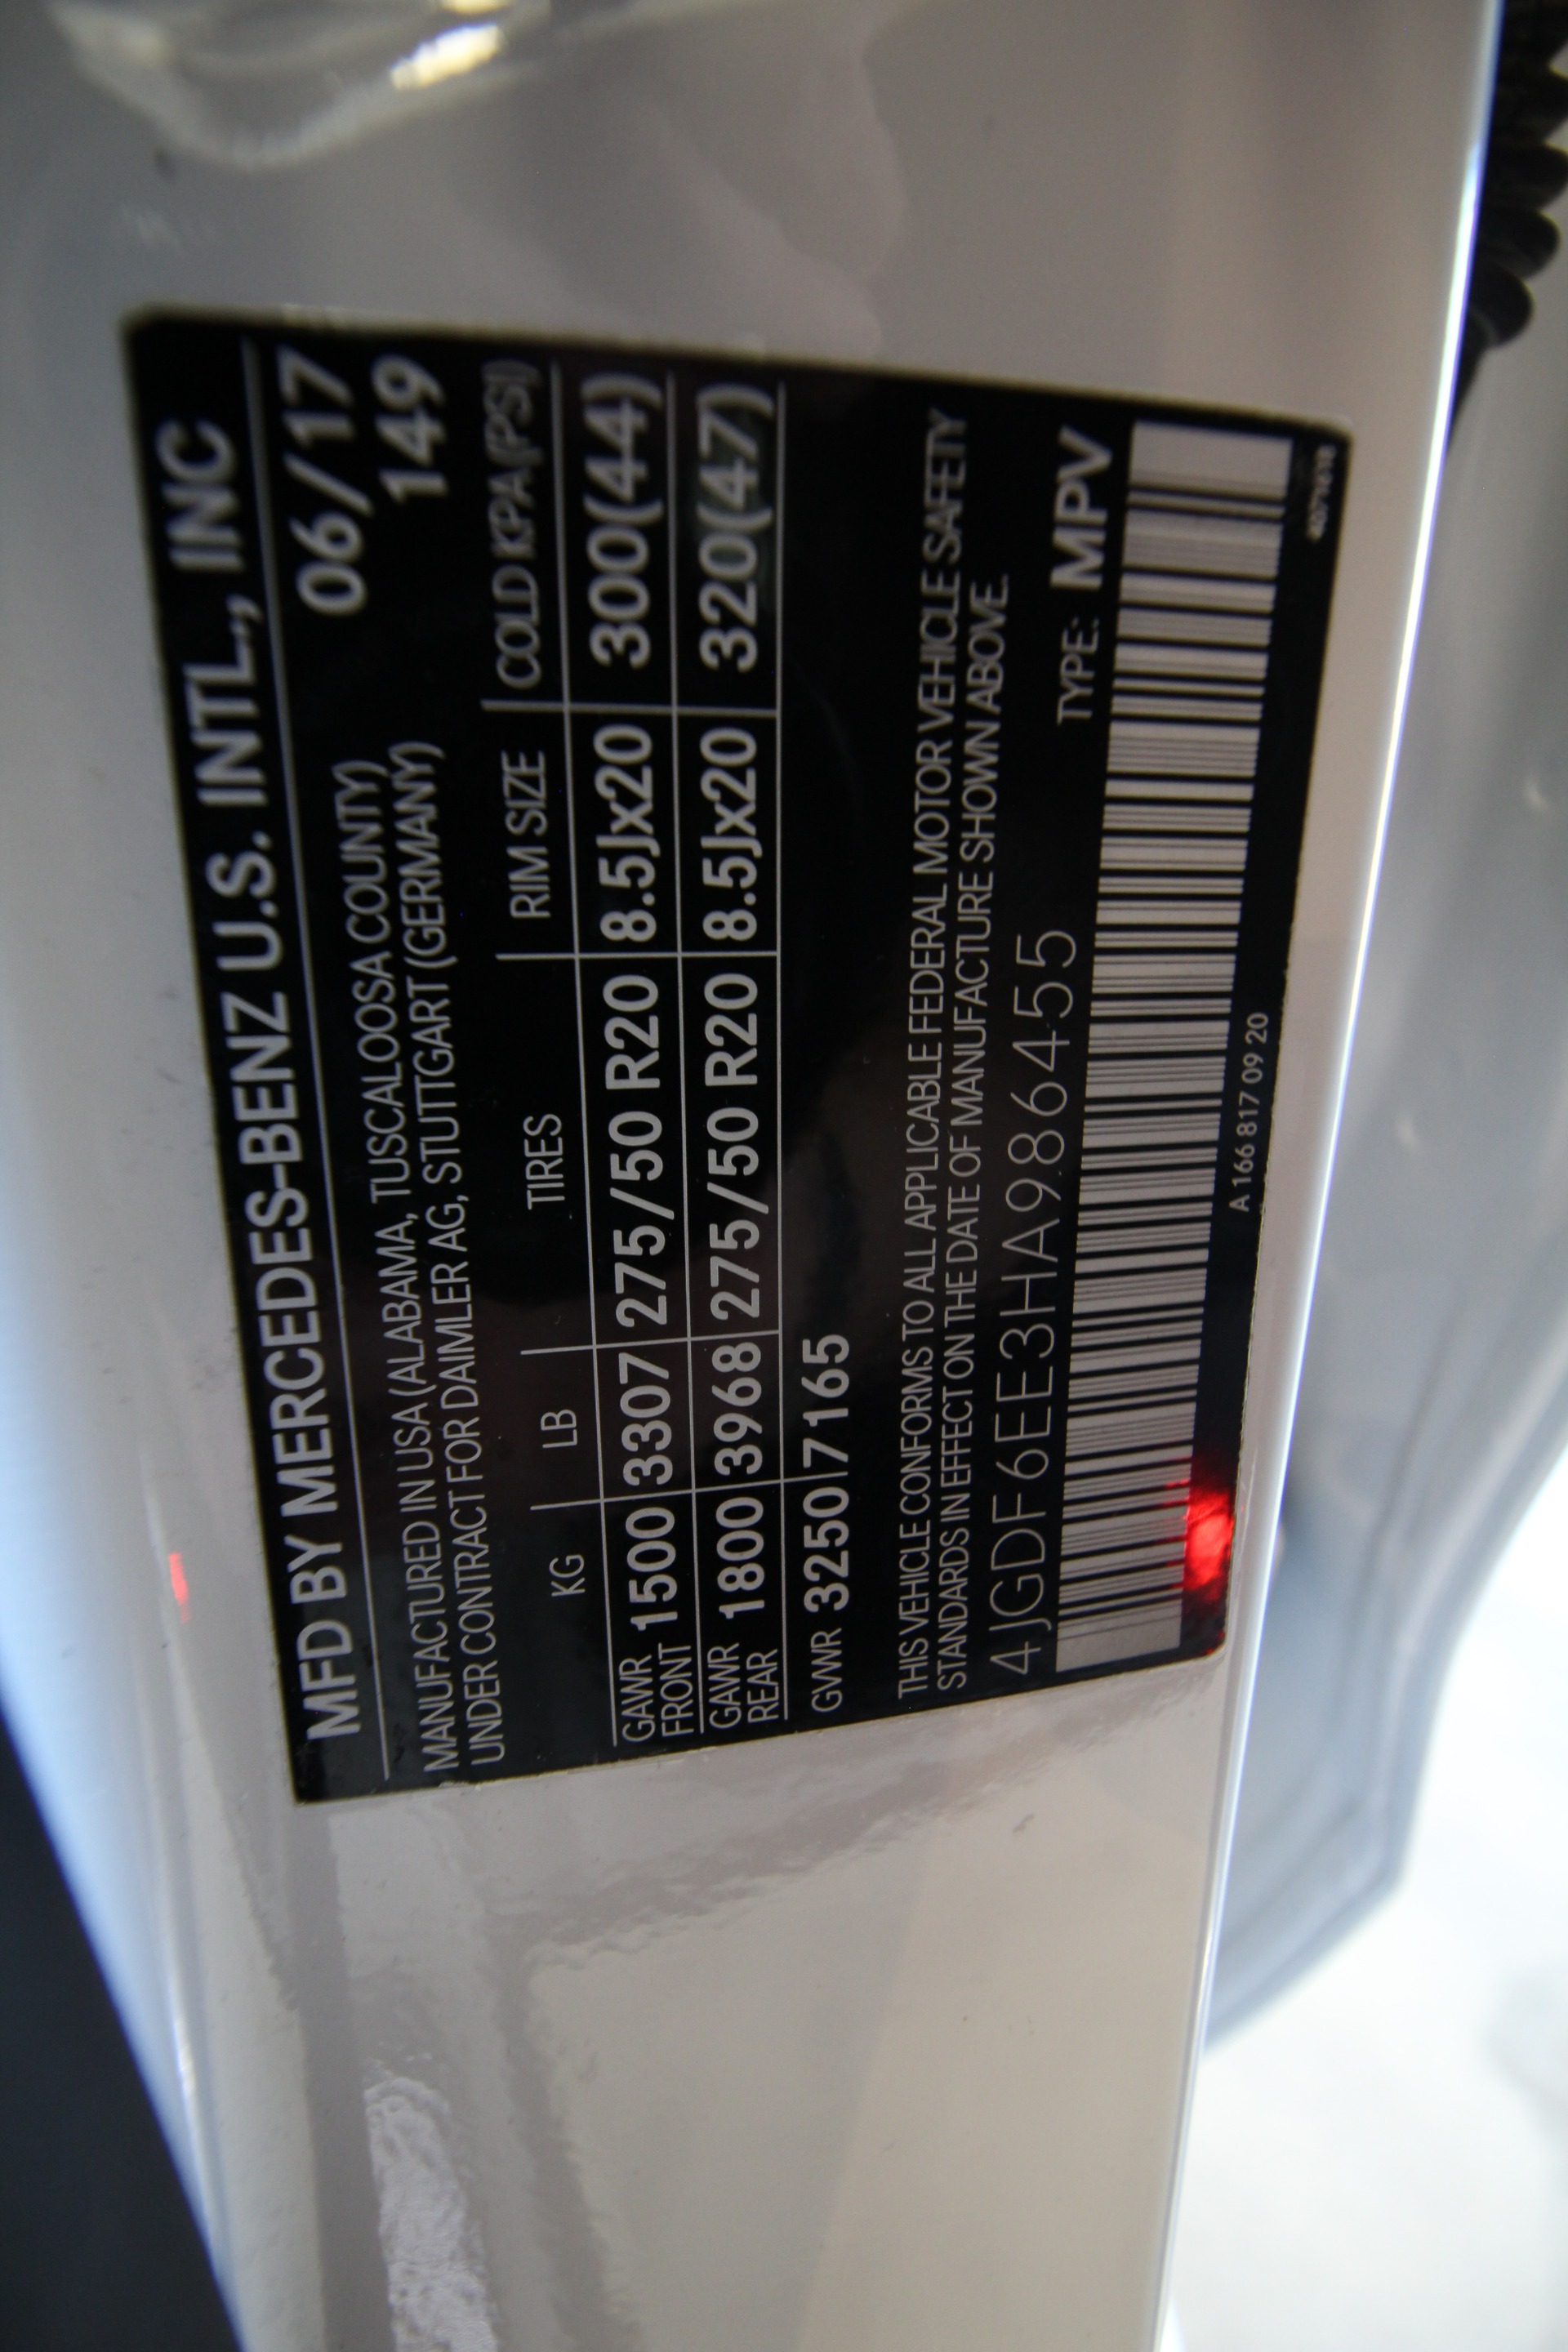 MFD BY MERCEDES-BENZ U.S. INTL., INC
06/17
MANUFACTURED IN USA (ALABAMA, TUSCALOOSA COUNTY)
149
UNDER CONTRACT FOR DAIMLER AG, STUTTGART (GERMANY)
KG LB TIRES RIM SIZE COLD KPA(PSI)
GAWR FRONT 1500 3307 275/50 R20 8.5Jx20 300(44)
GAWR REAR 1800 3968 275/50 R20 8.5Jx20 320(47)
GVWR 3250 7165
THIS VEHICLE CONFORMS TO ALL APPLICABLE FEDERAL MOTOR VEHICLE SAFETY
STANDARDS IN EFFECT ON THE DATE OF MANUFACTURE SHOWN ABOVE.
4JGDF6EE3HA986455 TYPE: MPV
A 166 817 09 20